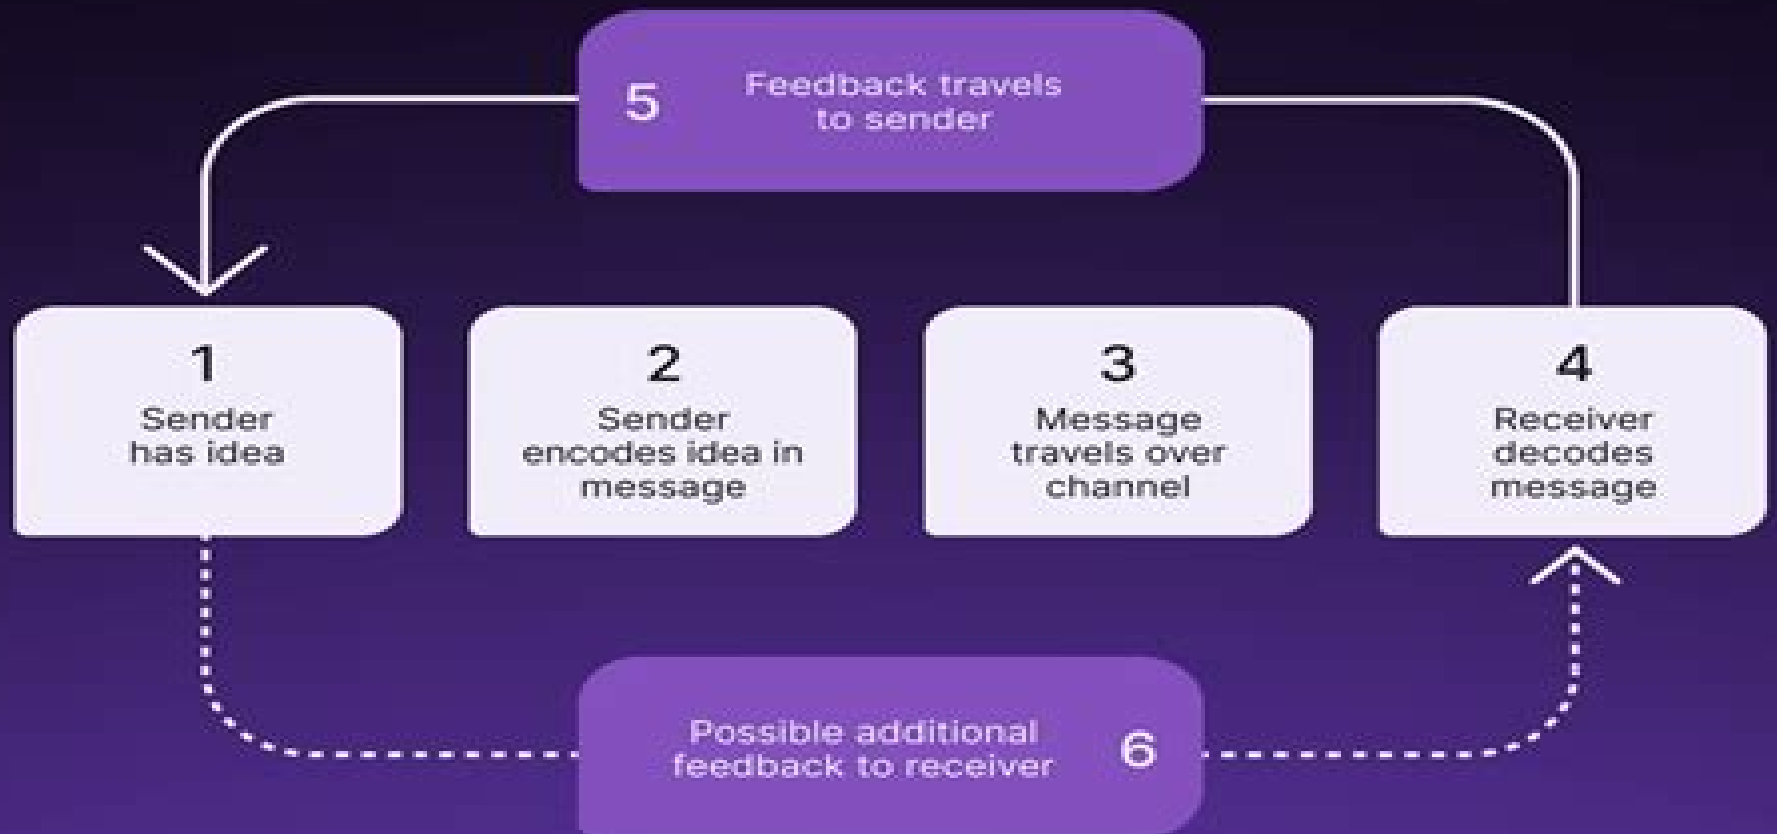 5
Feedback travels
to sender
1
Sender
has idea
2
Sender
encodes idea in
message
3
Message
travels over
channel
4
Receiver
decodes
message
Possible additional
feedback to receiver
6